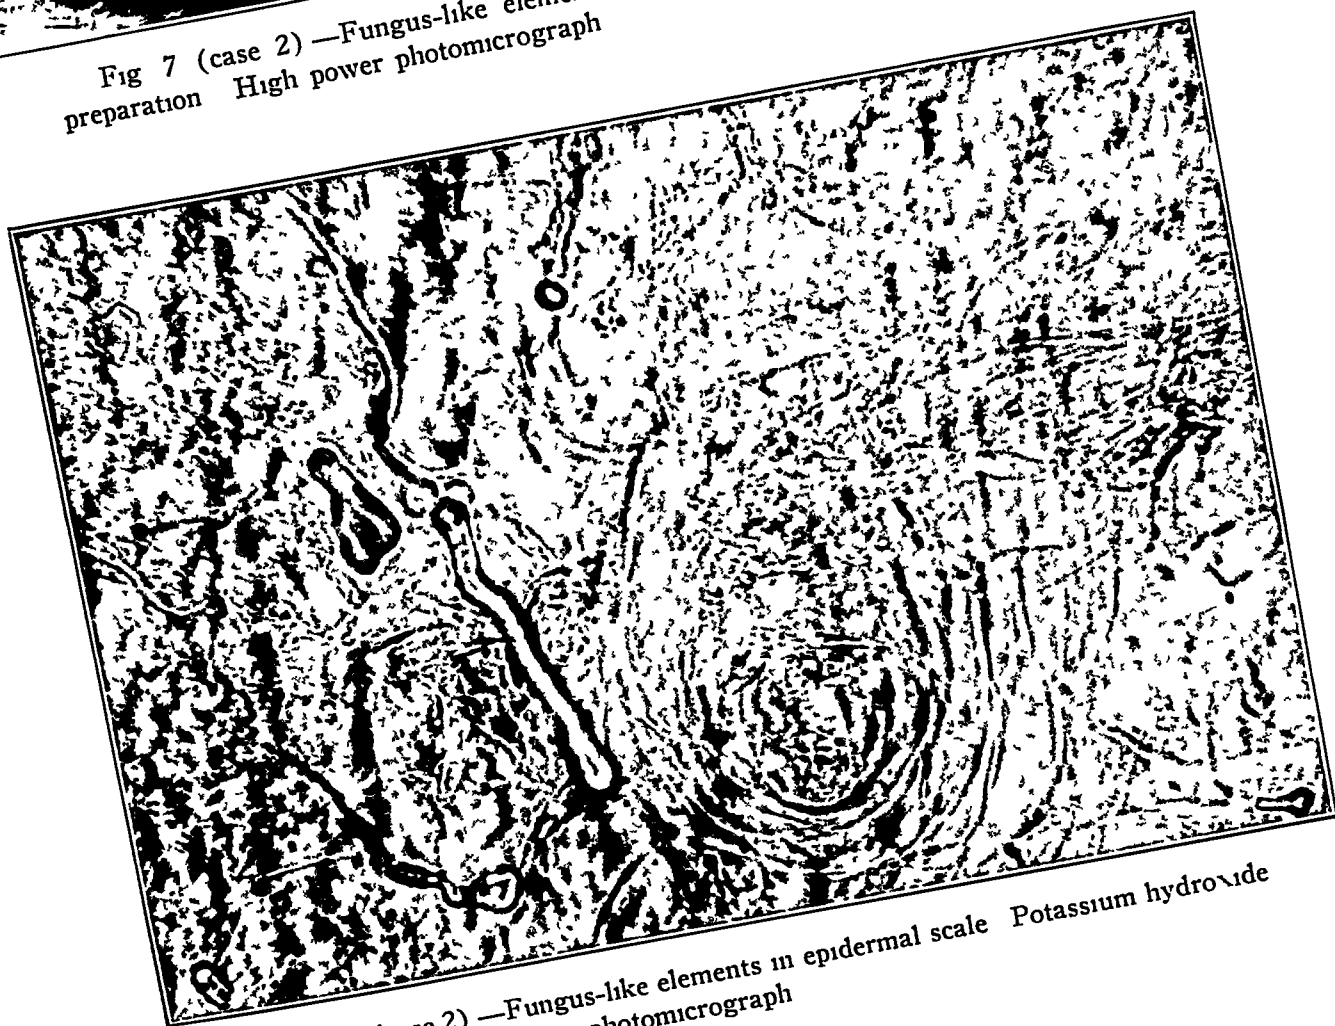 Fig 7 (case 2) —Fungus-like
preparation High power photomicrograph
2) —Fungus-like elements in epidermal scale Potassium hydroxide
photomicrograph